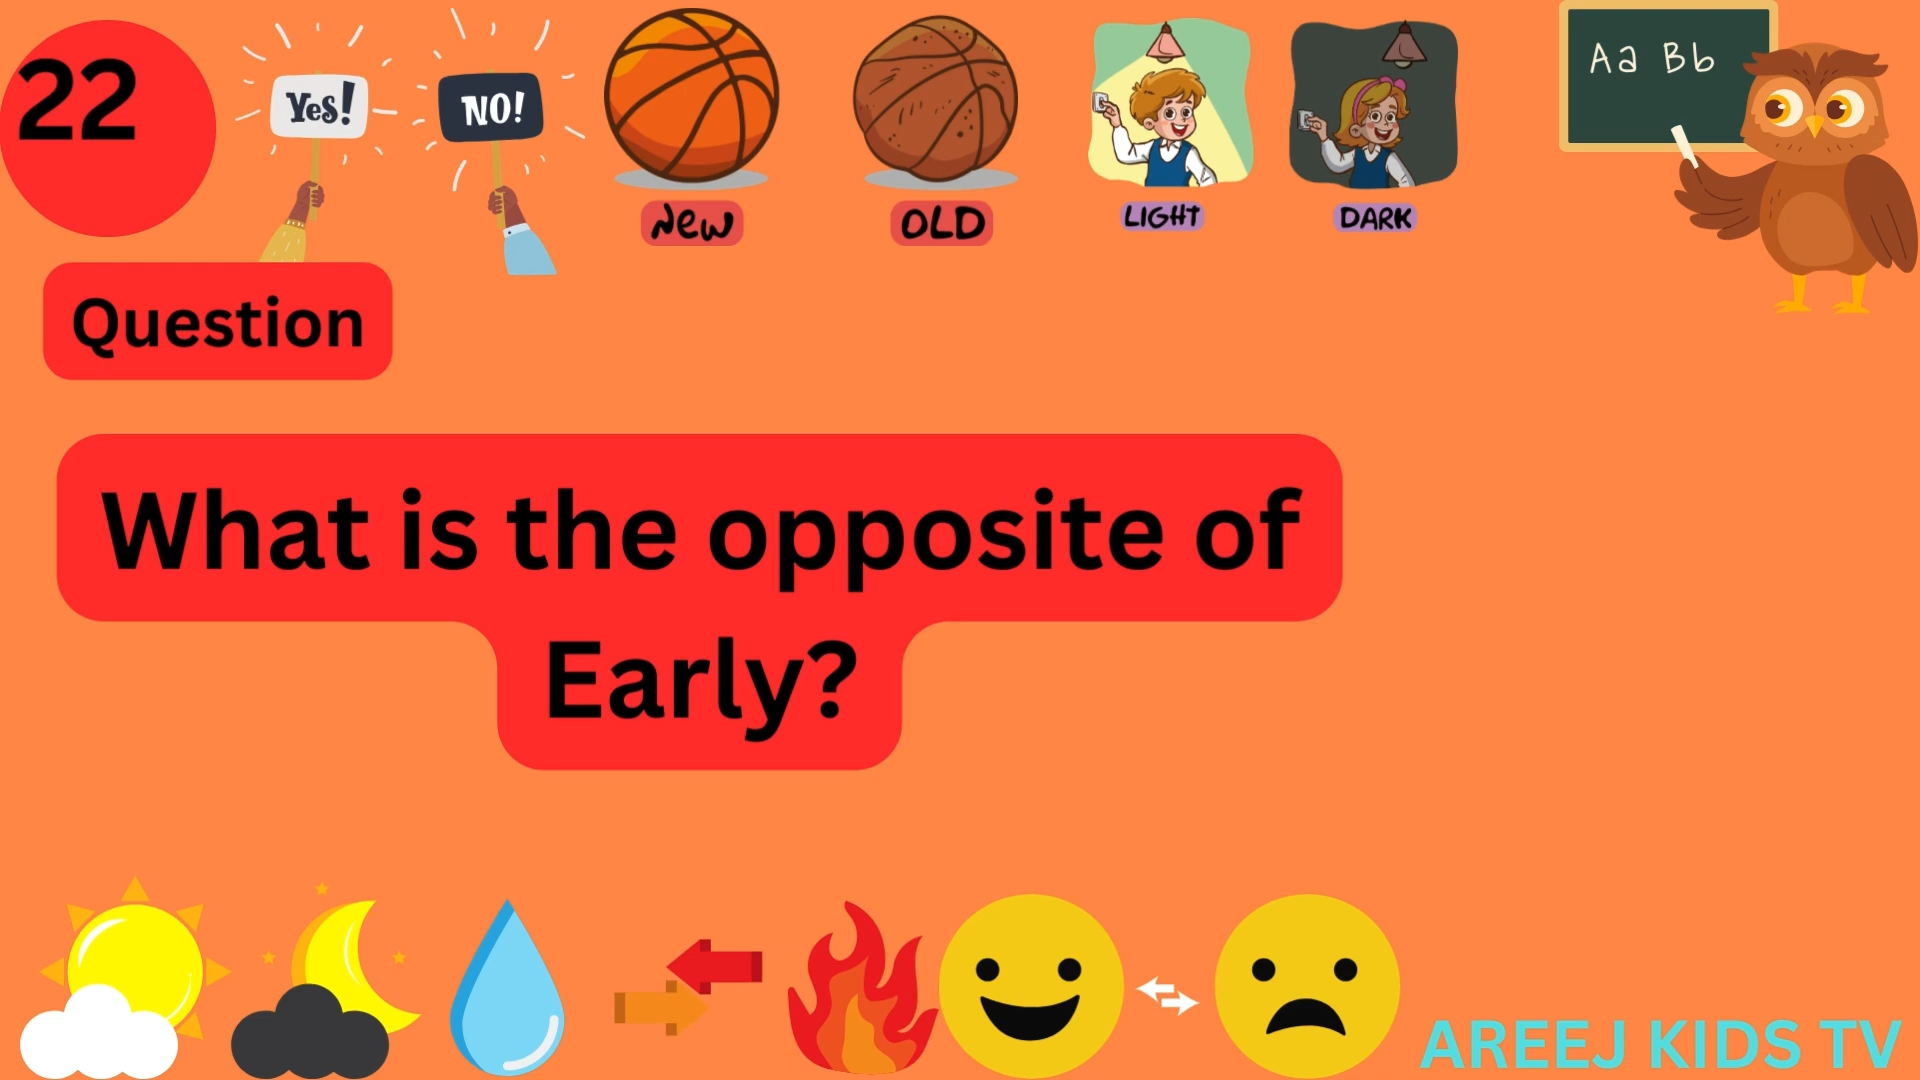 22
Yes!
NO!
New
OLD
LIGHT
DARK
Aa Bb
Question
What is the opposite of
Early?
AREEJ KIDS TV